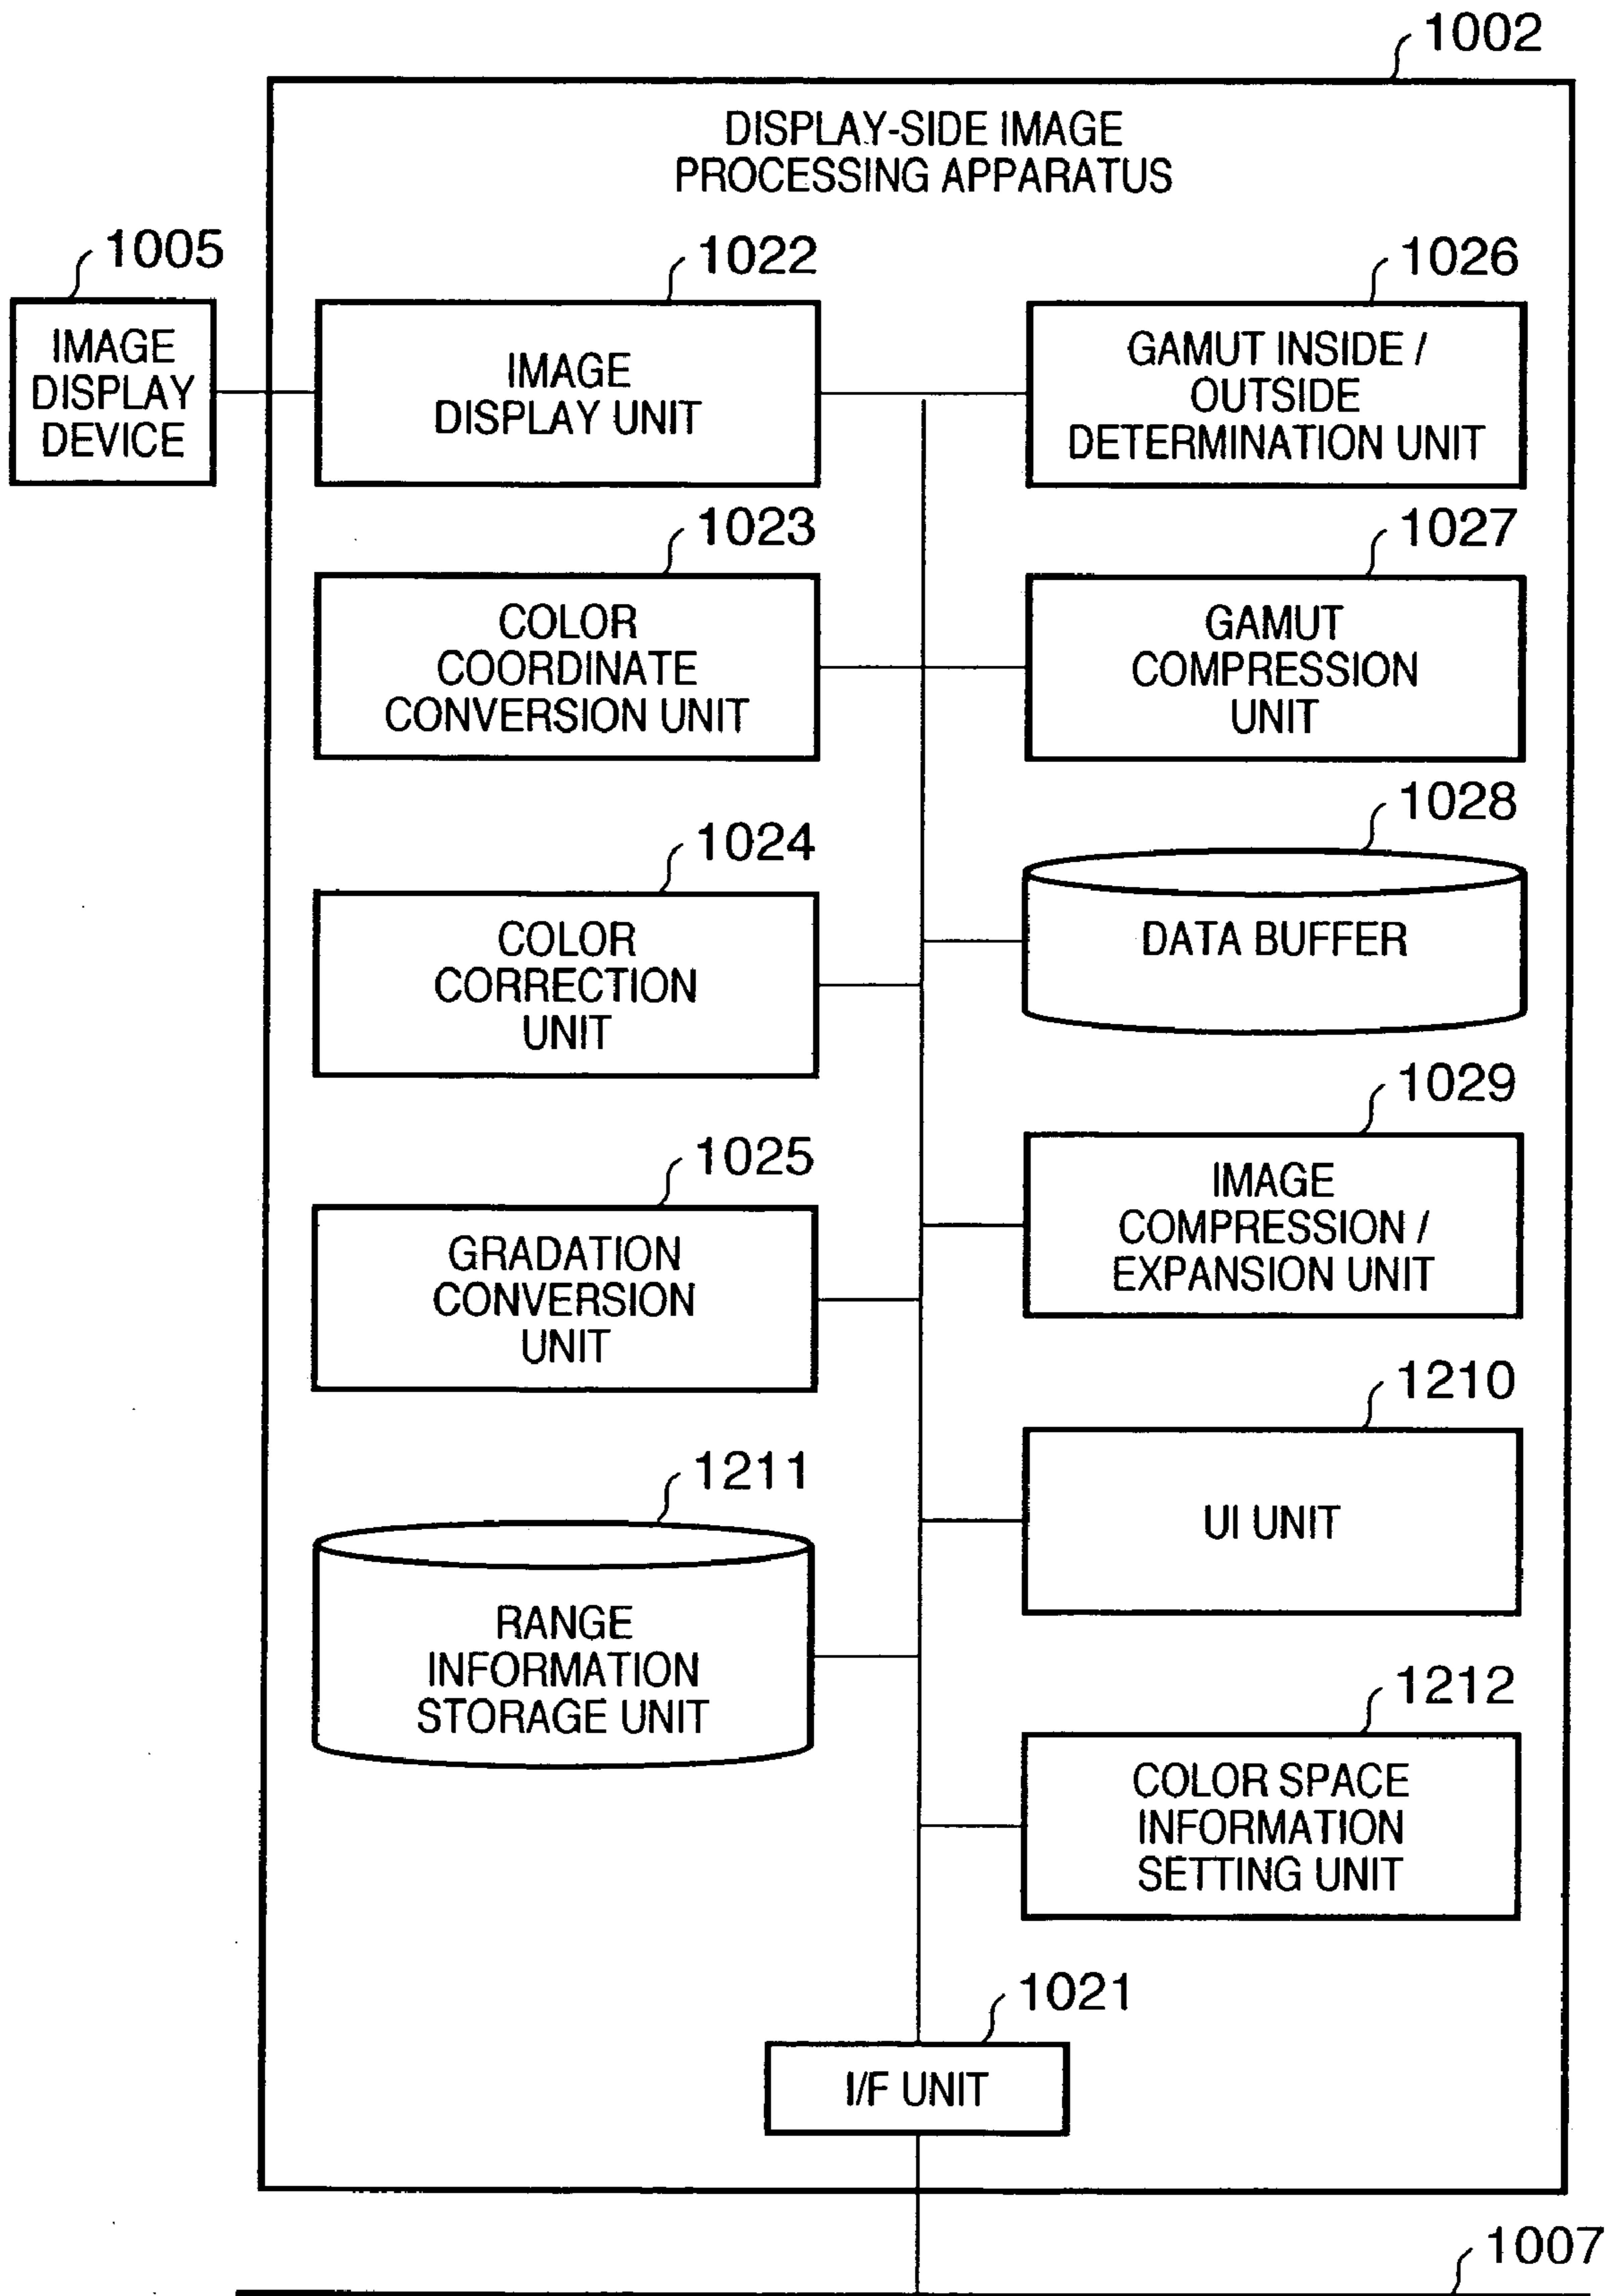 1002
DISPLAY-SIDE IMAGE
PROCESSING APPARATUS
1005
IMAGE
DISPLAY
DEVICE
1022
IMAGE
DISPLAY UNIT
1026
GAMUT INSIDE /
OUTSIDE
DETERMINATION UNIT
1023
COLOR
COORDINATE
CONVERSION UNIT
1027
GAMUT
COMPRESSION
UNIT
1024
COLOR
CORRECTION
UNIT
1028
DATA BUFFER
1025
GRADATION
CONVERSION
UNIT
1029
IMAGE
COMPRESSION /
EXPANSION UNIT
1211
RANGE
INFORMATION
STORAGE UNIT
1210
UI UNIT
1212
COLOR SPACE
INFORMATION
SETTING UNIT
1021
I/F UNIT
1007